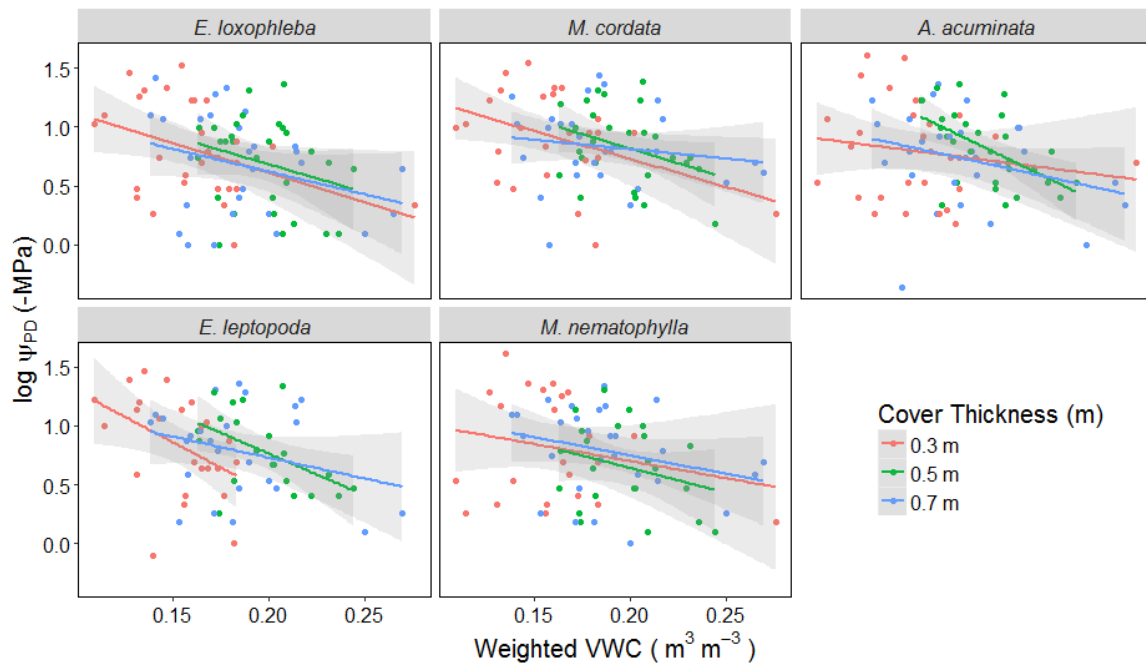 E. loxophleba
M. cordata
A. acuminata
1.5
1.0
0.5
0.0
E. leptopoda
M. nematophylla
1.5
1.0
0.5
0.0
log ΨPD (-MPa)
0.15
0.20
0.25
0.15
0.20
0.25
Weighted VWC ( m³ m⁻³ )
Cover Thickness (m)
0.3 m
0.5 m
0.7 m